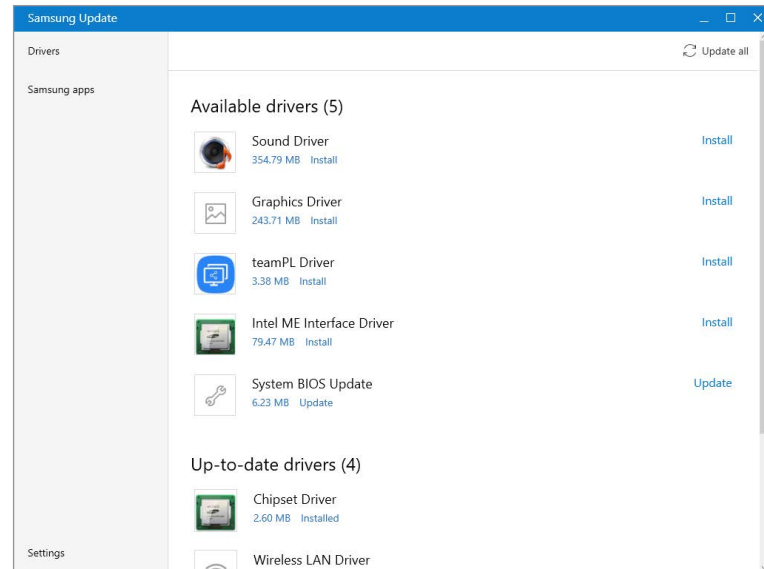 Samsung Update
Drivers
Samsung apps
Settings
Update all
Available drivers (5)
Sound Driver
354.79 MB Install
Install
Graphics Driver
243.71 MB Install
Install
teamPL Driver
3.38 MB Install
Install
Intel ME Interface Driver
79.47 MB Install
Install
System BIOS Update
6.23 MB Update
Update
Up-to-date drivers (4)
Chipset Driver
2.60 MB Installed
Wireless LAN Driver